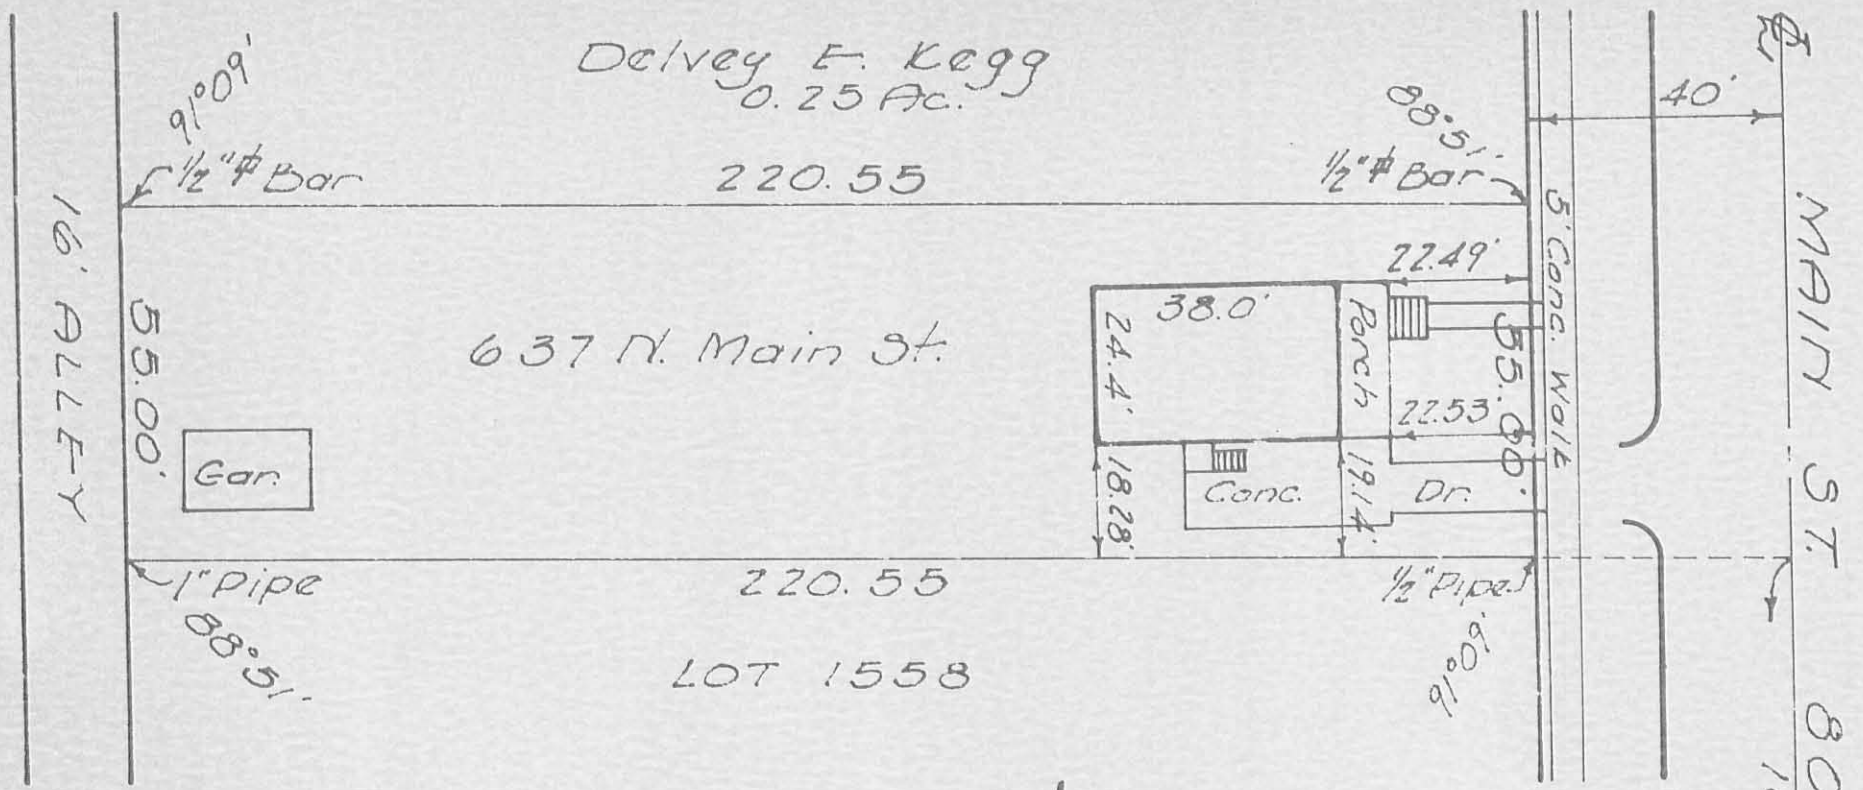 Delvey E. Kegg
0.25 Ac.
91°09'
88°51'
40'
1/2"⌀ Bar
220.55
1/2"⌀ Bar
16' ALLEY
55.00'
637 N. Main St.
38.0'
24.4'
Porch
22.49'
22.53'
55.00'
5' Conc. Walk
MAIN ST. 80
Gar.
18.28'
Conc.
19.14'
Dr.
1" Pipe
220.55
1/2" Pipe
88°51'
LOT 1558
91°09'